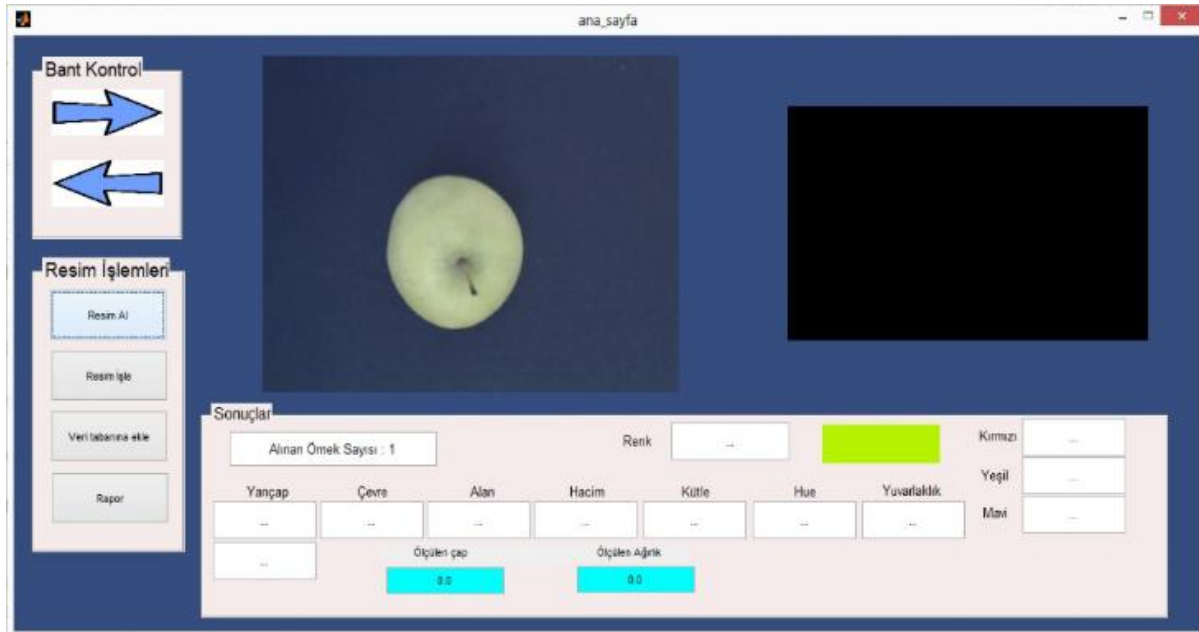 ana_sayfa
Bant Kontrol
Resim İşlemleri
Resim Al
Resim İşle
Veri tabanına ekle
Rapor
Sonuçlar
Alınan Örnek Sayısı : 1
Renk
...
Kırmızı
...
Yeşil
...
Mavi
...
Yançap
Çevre
Alan
Hacim
Kütle
Hue
Yuvarlaklık
...
...
...
...
...
...
...
...
Ölçülen çap
Ölçülen Ağırlık
0.0
0.0